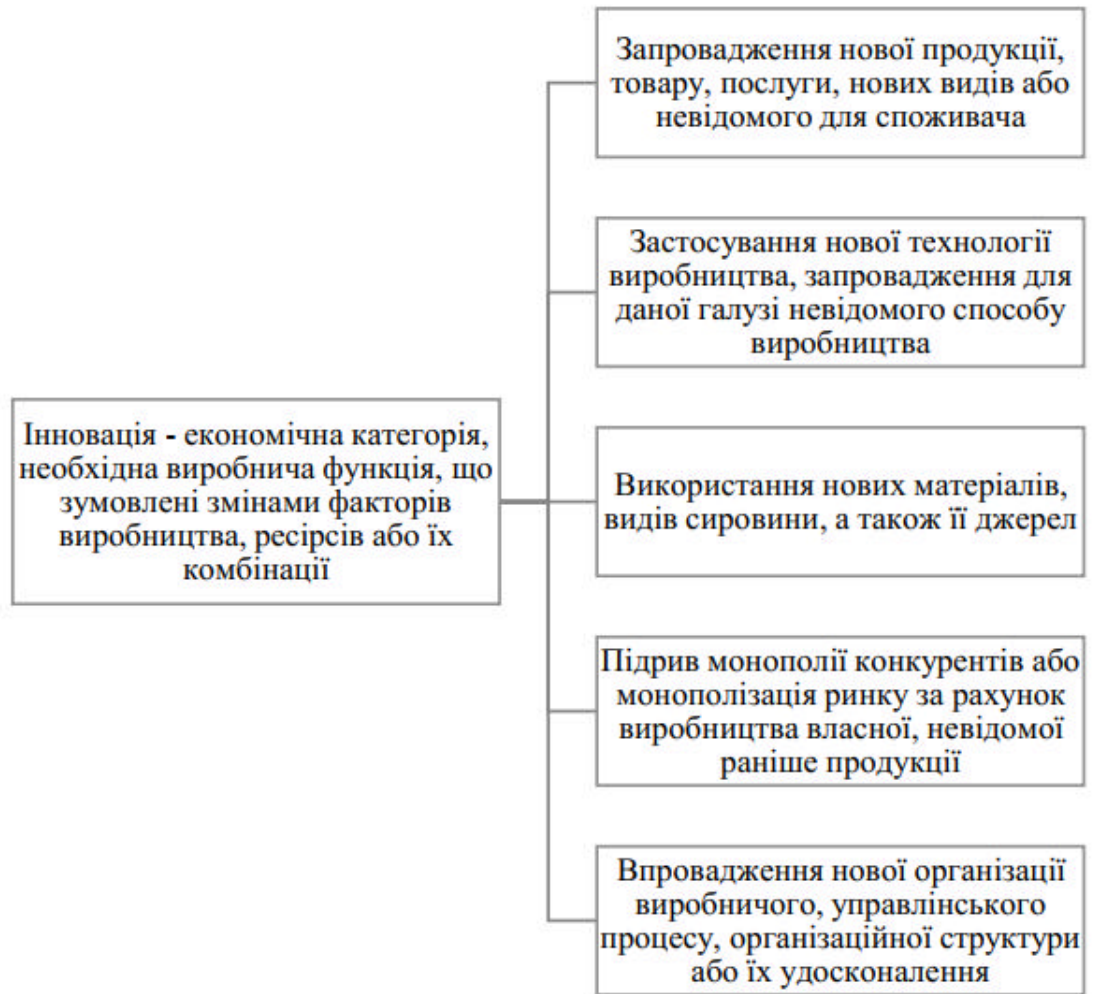 Запровадження нової продукції,
товару, послуги, нових видів або
невідомого для споживача
Застосування нової технології
виробництва, запровадження для
даної галузі невідомого способу
виробництва
Інновація - економічна категорія,
необхідна виробнича функція, що
зумовлені змінами факторів
виробництва, ресірсів або їх
комбінації
Використання нових матеріалів,
видів сировини, а також її джерел
Підрив монополії конкурентів або
монополізація ринку за рахунок
виробництва власної, невідомої
раніше продукції
Впровадження нової організації
виробничого, управлінського
процесу, організаційної структури
або їх удосконалення